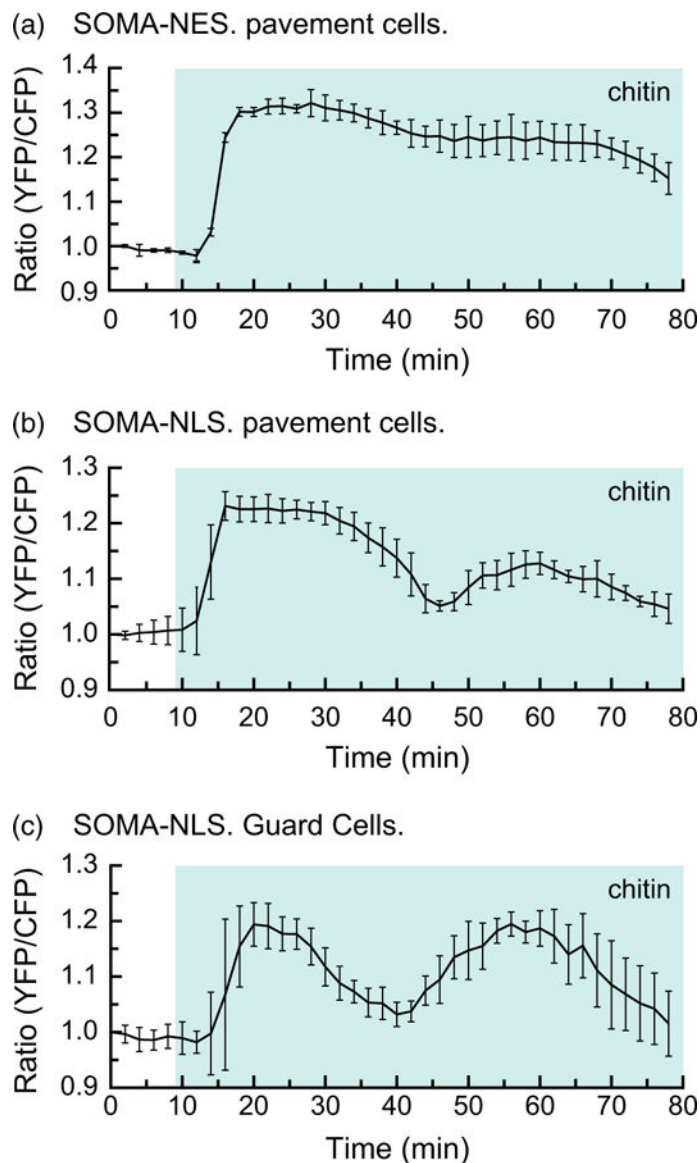 (a) SOMA-NES. pavement cells.
1.4
chitin
1.3
1.2
1.1
1.0
0.9
Ratio (YFP/CFP)
0 10 20 30 40 50 60 70 80
Time (min)
(b) SOMA-NLS. pavement cells.
1.3
chitin
1.2
1.1
1.0
0.9
Ratio (YFP/CFP)
0 10 20 30 40 50 60 70 80
Time (min)
(c) SOMA-NLS. Guard Cells.
1.3
chitin
1.2
1.1
1.0
0.9
Ratio (YFP/CFP)
0 10 20 30 40 50 60 70 80
Time (min)